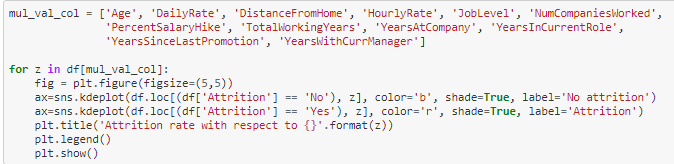 mul_val_col = ['Age', 'DailyRate', 'DistanceFromHome', 'HourlyRate', 'JobLevel', 'NumCompaniesWorked',
'PercentSalaryHike', 'TotalWorkingYears', 'YearsAtCompany', 'YearsInCurrentRole',
'YearsSinceLastPromotion', 'YearsWithCurrManager']
for z in df[mul_val_col]:
fig = plt.figure(figsize=(5,5))
ax=sns.kdeplot(df.loc[(df['Attrition'] == 'No'), z], color='b', shade=True, label='No attrition')
ax=sns.kdeplot(df.loc[(df['Attrition'] == 'Yes'), z], color='r', shade=True, label='Attrition')
plt.title('Attrition rate with respect to {}'.format(z))
plt.legend()
plt.show()